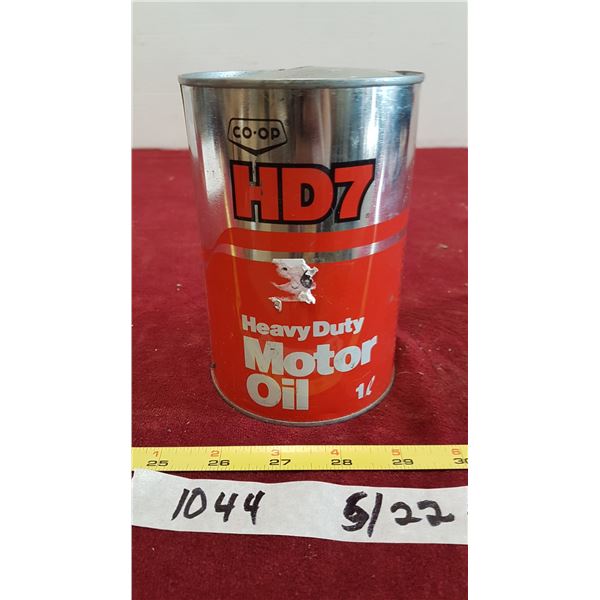 CO-OP
HD7
Heavy Duty
Motor
Oil
1ℓ
1 2 3 4 5 6
25 26 27 28 29 30
1044 5/22